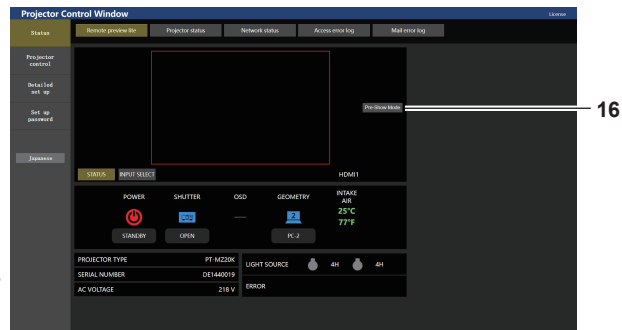 Projector Control Window
License
Status
Remote preview lite
Projector status
Network status
Access error log
Mail error log
Projector
control
Detailed
set up
Set up
password
Japanese
Pre-Show Mode
16
STATUS
INPUT SELECT
HDMI1
POWER
SHUTTER
OSD
GEOMETRY
INTAKE
AIR
2
25°C
77°F
STANDBY
OPEN
PC-2
PROJECTOR TYPE PT-MZ20K
SERIAL NUMBER DE1440019
AC VOLTAGE 218 V
LIGHT SOURCE 4H 4H
ERROR